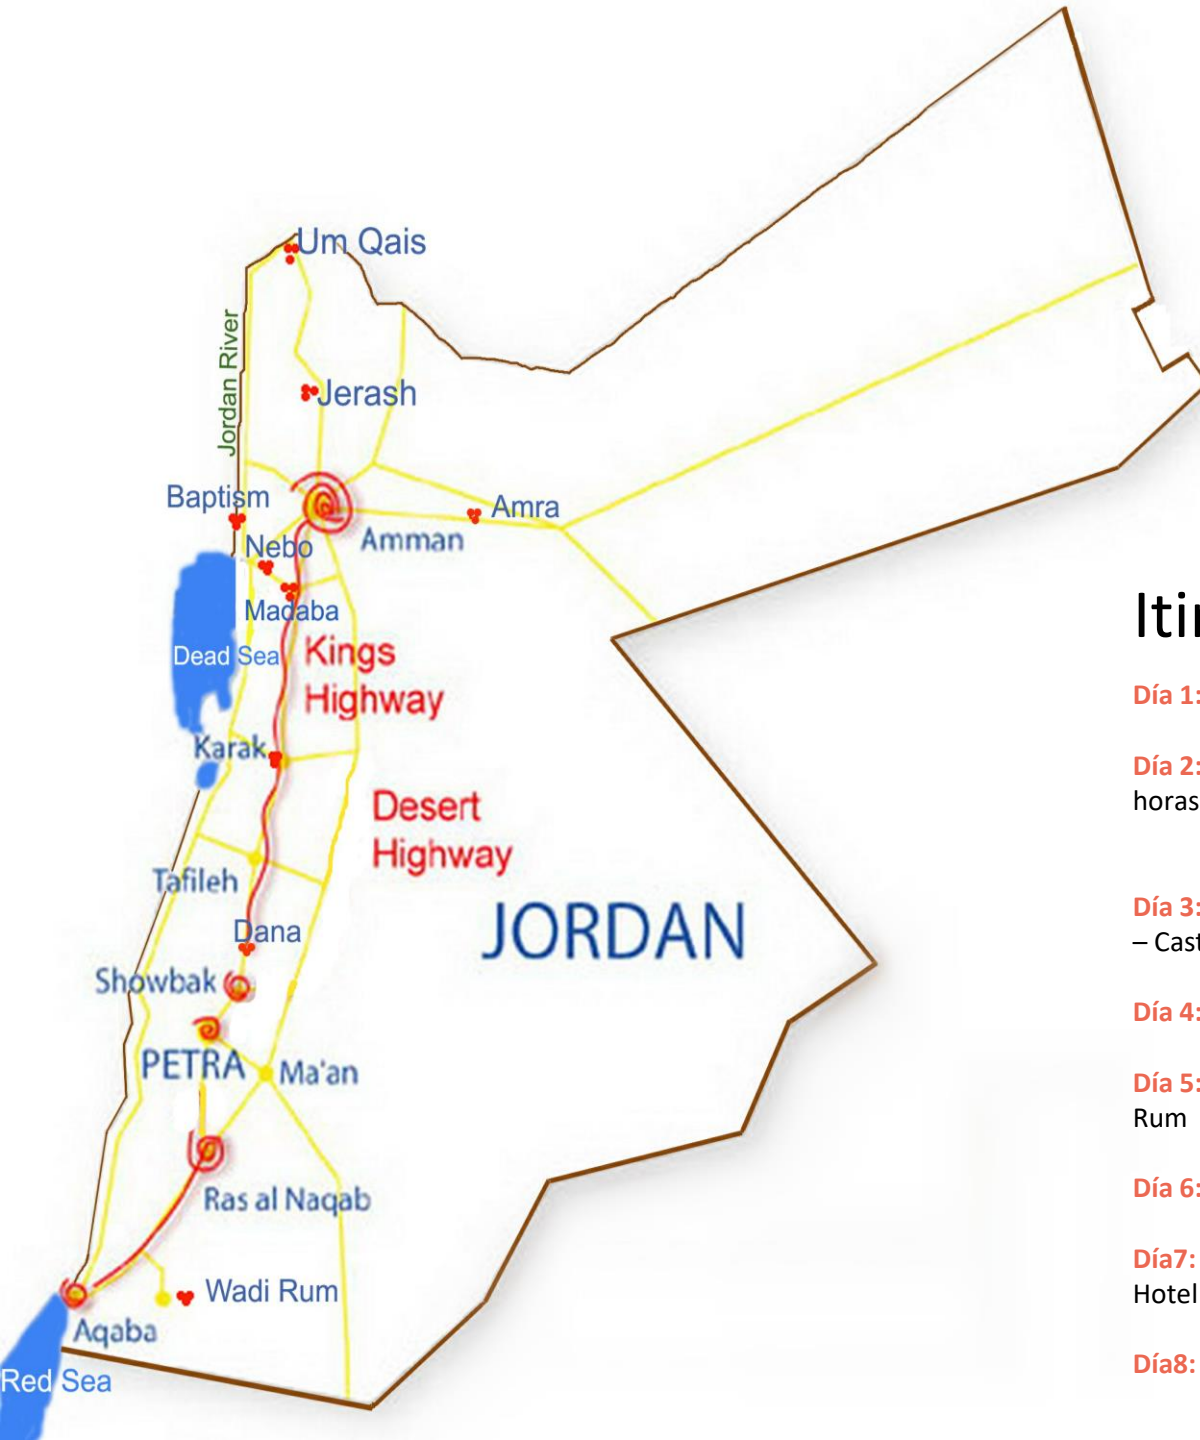 Um Qais
Jordan River
Jerash
Baptism
Amra
Nebo
Amman
Madaba
Dead Sea
Kings
Highway
Karak
Desert
Highway
Tafileh
JORDAN
Dana
Showbak
PETRA
Ma'an
Ras al Naqab
Wadi Rum
Aqaba
Red Sea
Día 1:
Día 2:
horas
Día 3:
–
Día 4:
Día 5:
Rum
Día 6:
Día7:
Hotel
Día8: